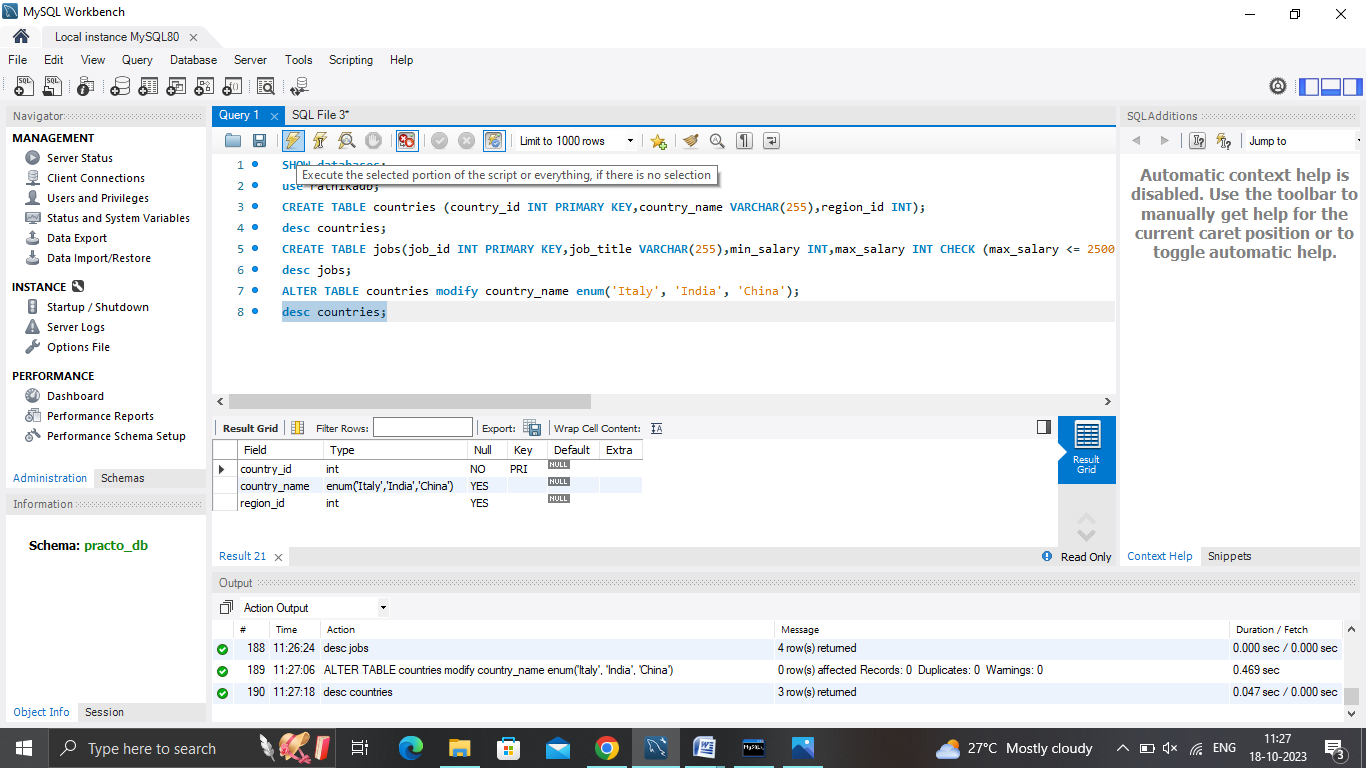 MySQL Workbench
Local instance MySQL80
File Edit View Query Database Server Tools Scripting Help
Navigator
MANAGEMENT
Server Status
Client Connections
Users and Privileges
Status and System Variables
Data Export
Data Import/Restore
INSTANCE
Startup / Shutdown
Server Logs
Options File
PERFORMANCE
Dashboard
Performance Reports
Performance Schema Setup
Administration Schemas
Information
Schema: practo_db
Object Info Session
Query 1 SQL File 3*
Limit to 1000 rows
1 SHOW databases;
Execute the selected portion of the script or everything, if there is no selection
2 use
3 CREATE TABLE countries (country_id INT PRIMARY KEY,country_name VARCHAR(255),region_id INT);
4 desc countries;
5 CREATE TABLE jobs(job_id INT PRIMARY KEY,job_title VARCHAR(255),min_salary INT,max_salary INT CHECK (max_salary <= 2500
6 desc jobs;
7 ALTER TABLE countries modify country_name enum('Italy', 'India', 'China');
8 desc countries;
Result Grid Filter Rows: Export: Wrap Cell Content:
Field Type Null Key Default Extra
country_id int NO PRI NULL
country_name enum('Italy','India','China') YES NULL
region_id int YES NULL
Result Grid
Result 21 Read Only
SQLAdditions
Jump to
Automatic context help is
disabled. Use the toolbar to
manually get help for the
current caret position or to
toggle automatic help.
Context Help Snippets
Output
Action Output
# Time Action Message Duration / Fetch
188 11:26:24 desc jobs 4 row(s) returned 0.000 sec / 0.000 sec
189 11:27:06 ALTER TABLE countries modify country_name enum('Italy', 'India', 'China') 0 row(s) affected Records: 0 Duplicates: 0 Warnings: 0 0.469 sec
190 11:27:18 desc countries 3 row(s) returned 0.047 sec / 0.000 sec
Type here to search
27°C Mostly cloudy
ENG
11:27
18-10-2023
3